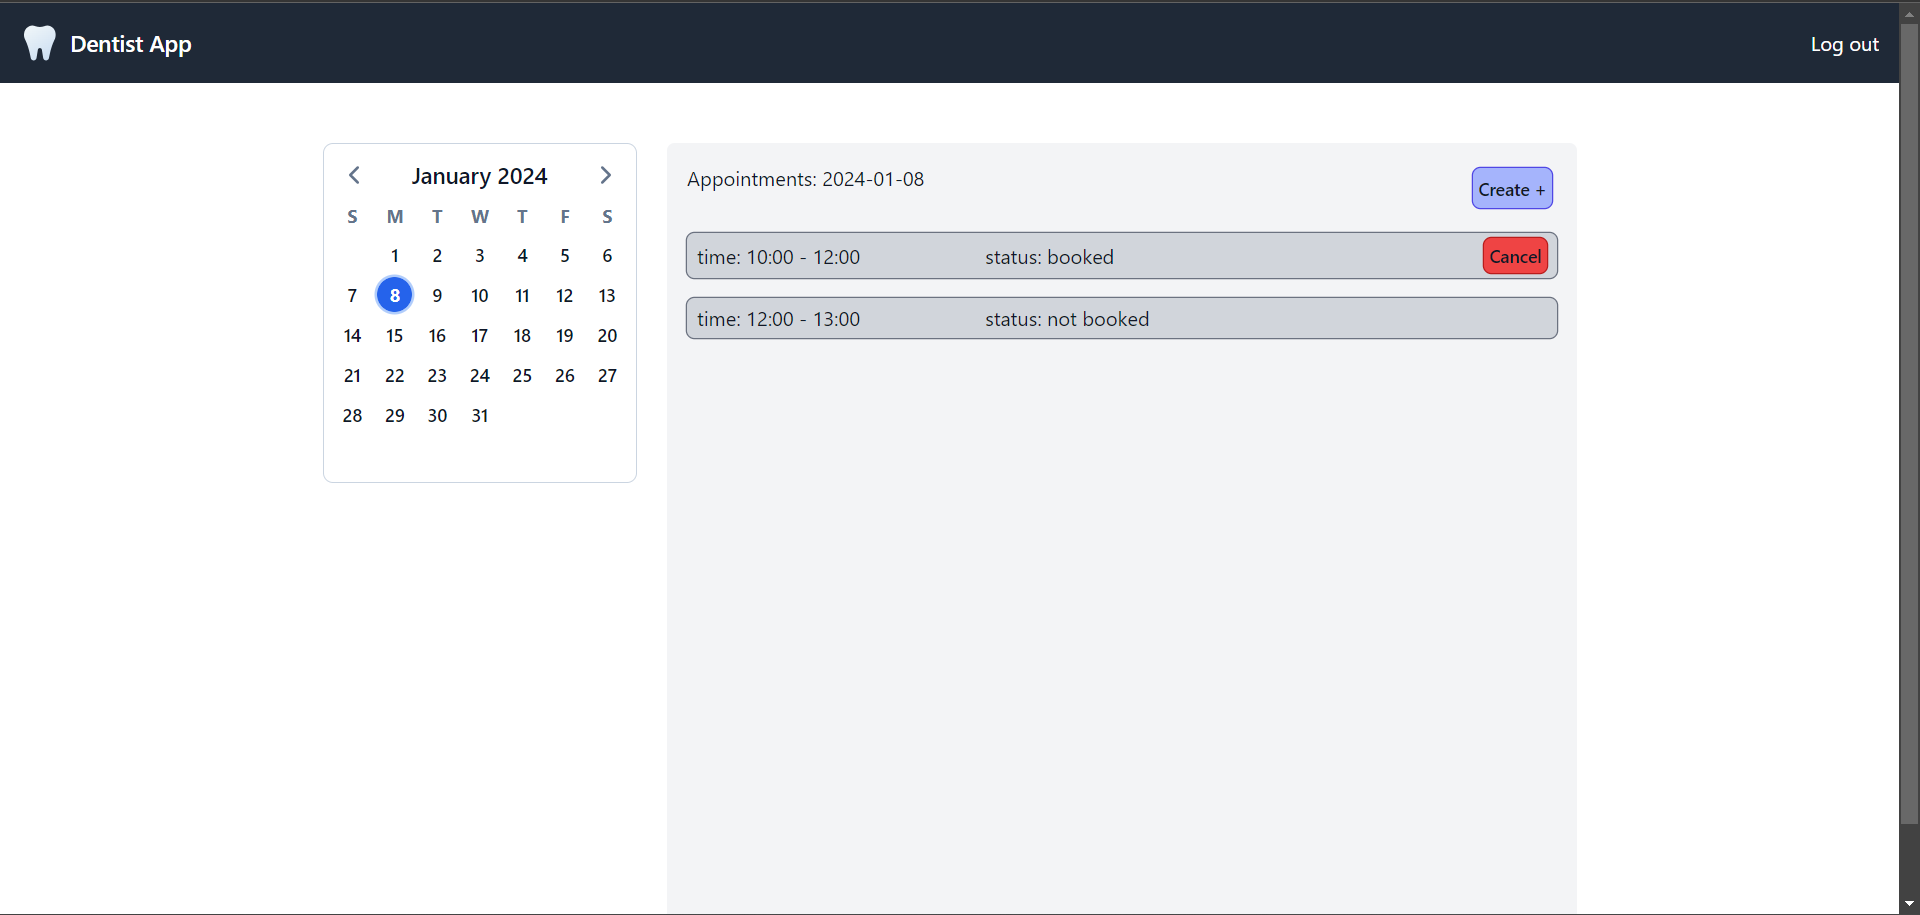 Dentist App
Log out
January 2024
S M T W T F S
1 2 3 4 5 6
7 8 9 10 11 12 13
14 15 16 17 18 19 20
21 22 23 24 25 26 27
28 29 30 31
Appointments: 2024-01-08
Create +
time: 10:00 - 12:00 status: booked Cancel
time: 12:00 - 13:00 status: not booked